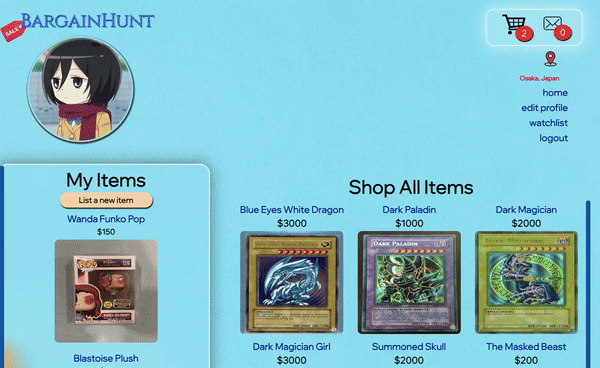 SALE
BARGAINHUNT
2
0
Osaka, Japan
home
edit profile
watchlist
logout
My Items
List a new item
Wanda Funko Pop
$150
Blastoise Plush
Shop All Items
Blue Eyes White Dragon
$3000
Dark Paladin
$1000
Dark Magician
$2000
DARK PALADIN
Dark Magician Girl
$3000
Summoned Skull
$2000
The Masked Beast
$200